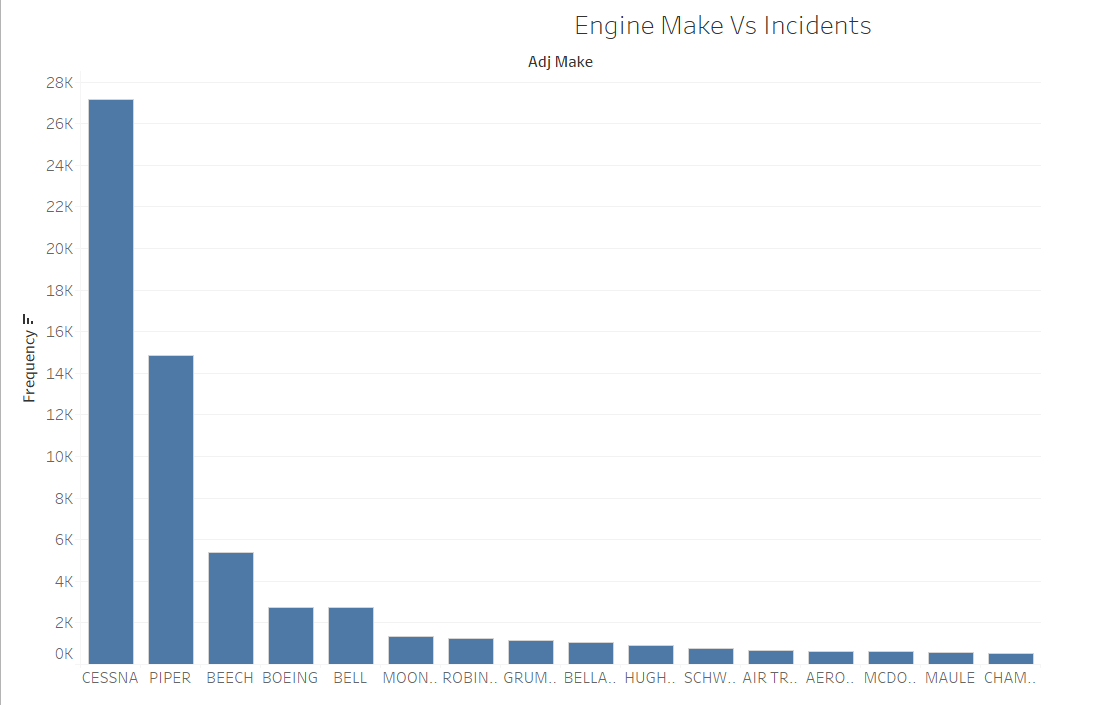 Engine Make Vs Incidents
Adj Make
28K
26K
24K
22K
20K
18K
16K
14K
12K
10K
8K
6K
4K
2K
0K
Frequency
CESSNA PIPER BEECH BOEING BELL MOON.. ROBIN.. GRUM.. BELLA.. HUGH.. SCHW.. AIR TR.. AERO.. MCDO.. MAULE CHAM..